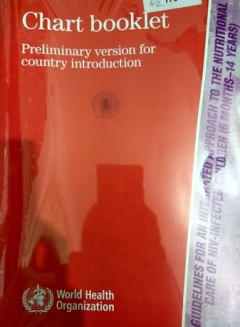 Chart booklet
Preliminary version for
country introduction
World Health
Organization
GUIDELINES FOR AN INTEGRATED APPROACH TO THE NUTRITIONAL
CARE OF HIV-INFECTED CHILDREN (6 MONTHS–14 YEARS)